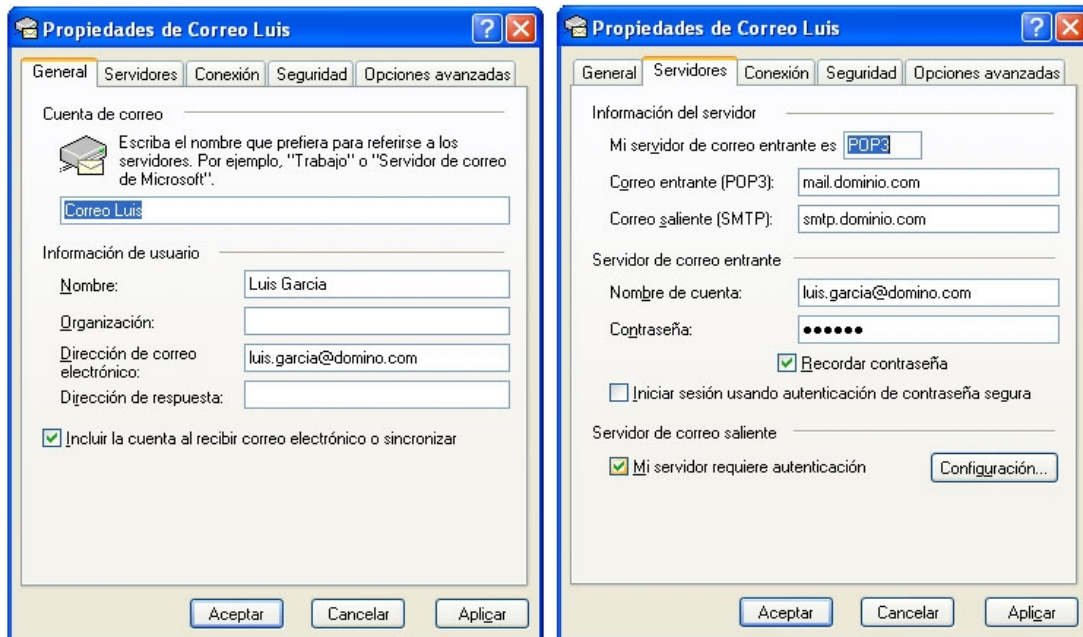 Propiedades de Correo Luis
General Servidores Conexión Seguridad Opciones avanzadas
Cuenta de correo
Escriba el nombre que prefiera para referirse a los
servidores. Por ejemplo, "Trabajo" o "Servidor de correo
de Microsoft".
Correo Luis
Información de usuario
Nombre: Luis Garcia
Organización:
Dirección de correo
electrónico: luis.garcia@domino.com
Dirección de respuesta:
Incluir la cuenta al recibir correo electrónico o sincronizar
Aceptar Cancelar Aplicar
Propiedades de Correo Luis
General Servidores Conexión Seguridad Opciones avanzadas
Información del servidor
Mi servidor de correo entrante es POP3
Correo entrante (POP3): mail.dominio.com
Correo saliente (SMTP): smtp.dominio.com
Servidor de correo entrante
Nombre de cuenta: luis.garcia@domino.com
Contraseña: ●●●●●●
Recordar contraseña
Iniciar sesión usando autenticación de contraseña segura
Servidor de correo saliente
Mi servidor requiere autenticación Configuración...
Aceptar Cancelar Aplicar